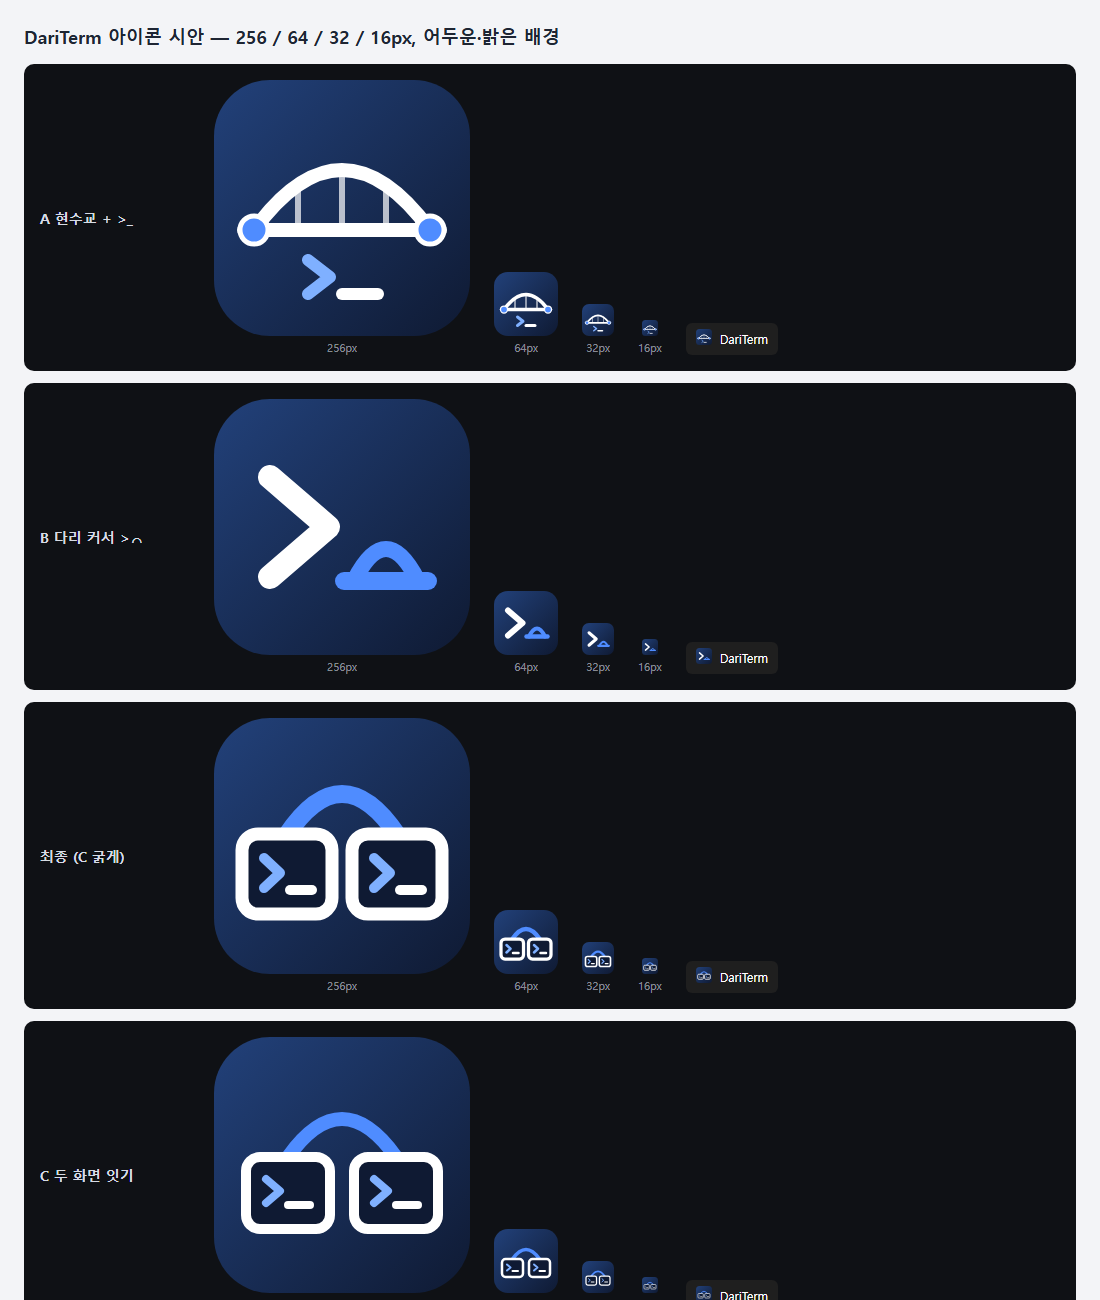 DariTerm 아이콘 시안 — 256 / 64 / 32 / 16px, 어두운·밝은 배경
A 현수교 + >_
>_
256px
64px
32px
16px
DariTerm
B 다리 커서 >⌒
256px
64px
32px
16px
DariTerm
최종 (C 굵게)
>_ >_
256px
64px
32px
16px
DariTerm
C 두 화면 잇기
>_ >_
DariTerm